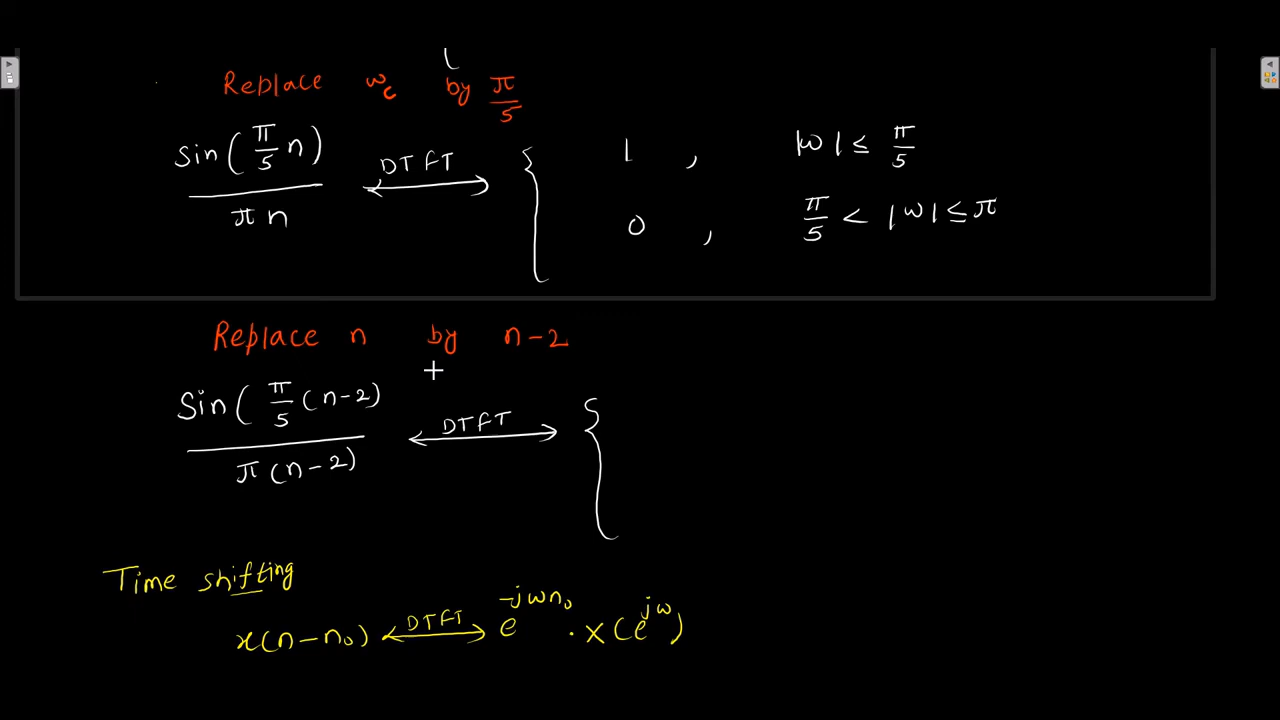 Replace ωc by π/5
sin(π/5 n)/πn DTFT { 1 , |ω| ≤ π/5
0 , π/5 < |ω| ≤ π
Replace n by n-2
Sin(π/5 (n-2)/π(n-2) DTFT {
Time shifting
x(n-n₀) DTFT e^-jωn₀ . X(e^jω)